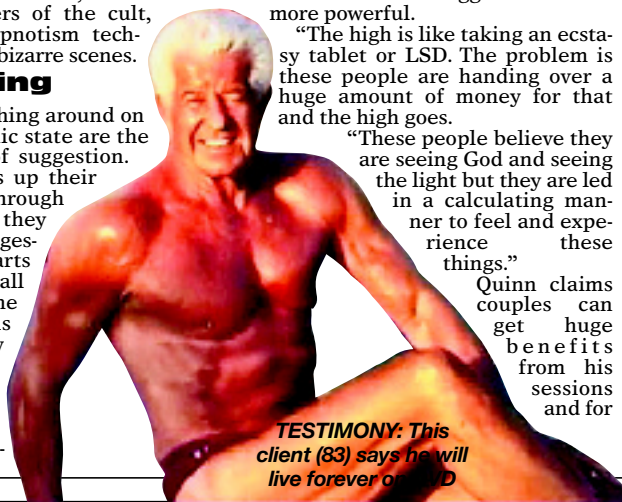 ers of the cult,
pnotism tech-
bizarre scenes.
ing
hing around on
ic state are the
f suggestion.
s up their
hrough
they
ges-
arts
all
ne
s
more powerful.
“The high is like taking an ecsta-
sy tablet or LSD. The problem is
these people are handing over a
huge amount of money for that
and the high goes.
“These people believe they
are seeing God and seeing
the light but they are led
in a calculating man-
ner to feel and expe-
rience these
things.”
Quinn claims
couples can
get huge
benefits
from his
sessions
and for
TESTIMONY: This
client (83) says he will
live forever